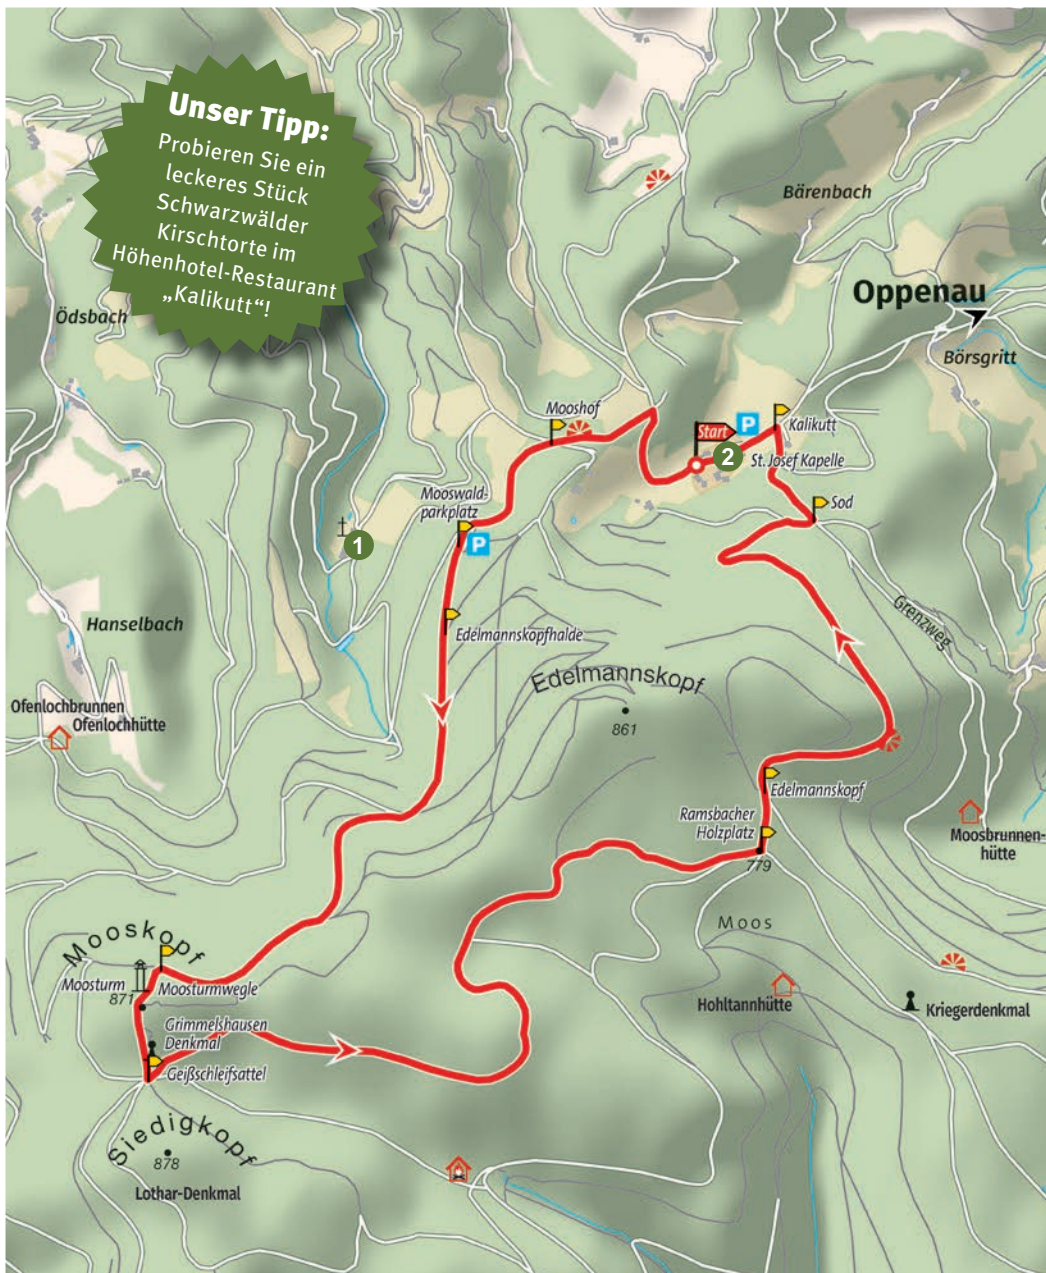 Unser Tipp:
Probieren Sie ein
leckeres Stück
Schwarzwälder
Kirschtorte im
Höhenhotel-Restaurant
„Kalikutt“!
Bärenbach
Oppenau
Börsgritt
Ödsbach
Mooshof
Start
P
Kalikutt
2
St. Josef Kapelle
Mooswald-
parkplatz
Sod
1
P
Grenzweg
Hanselbach
Edelmannskopfhalde
Edelmannskopf
861
Ofenlochbrunnen
Ofenlochhütte
Edelmannskopf
Ramsbacher
Holzplatz
779
Moosbrunnen-
hütte
Moos
Mooskopf
Moosturm
871
Moosturmwegle
Hohltannhütte
Kriegerdenkmal
Grimmelshausen
Denkmal
Geißschleifsattel
Siedigkopf
878
Lothar-Denkmal